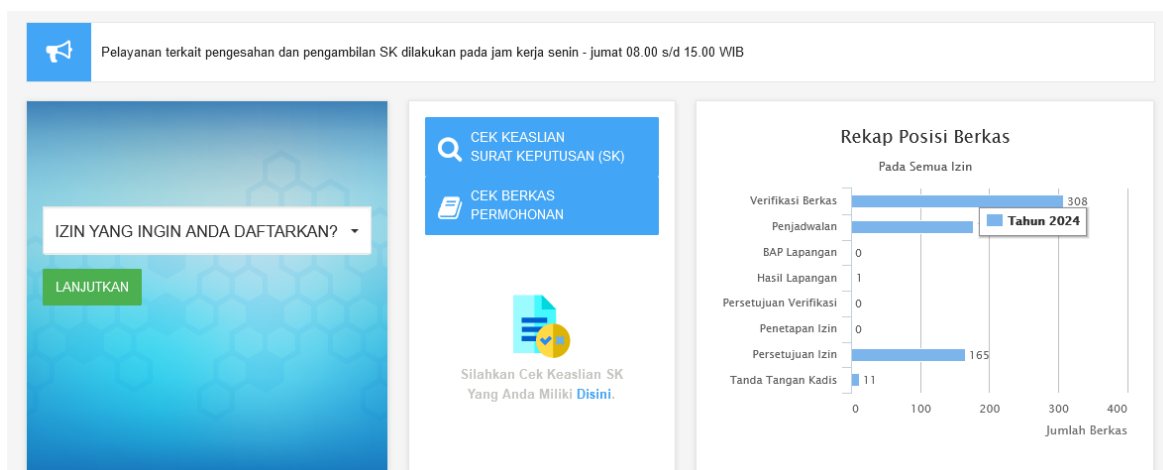 Pelayanan terkait pengesahan dan pengambilan SK dilakukan pada jam kerja senin - jumat 08.00 s/d 15.00 WIB
IZIN YANG INGIN ANDA DAFTARKAN?
LANJUTKAN
CEK KEASLIAN
SURAT KEPUTUSAN (SK)
CEK BERKAS
PERMOHONAN
Silahkan Cek Keaslian SK
Yang Anda Miliki Disini.
Rekap Posisi Berkas
Pada Semua Izin
Verifikasi Berkas 308
Penjadwalan
Tahun 2024
BAP Lapangan 0
Hasil Lapangan 1
Persetujuan Verifikasi 0
Penetapan Izin 0
Persetujuan Izin 165
Tanda Tangan Kadis 11
0 100 200 300 400
Jumlah Berkas